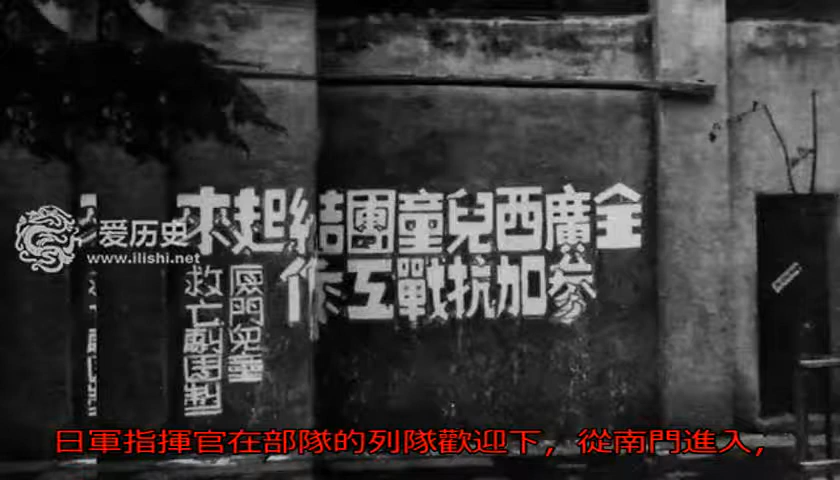 全廣西兒童團結起來
參加抗戰工作
厦門兒童
救亡劇團製
爱历史
www.ilishi.net
日軍指揮官在部隊的列隊歡迎下，從南門進入，